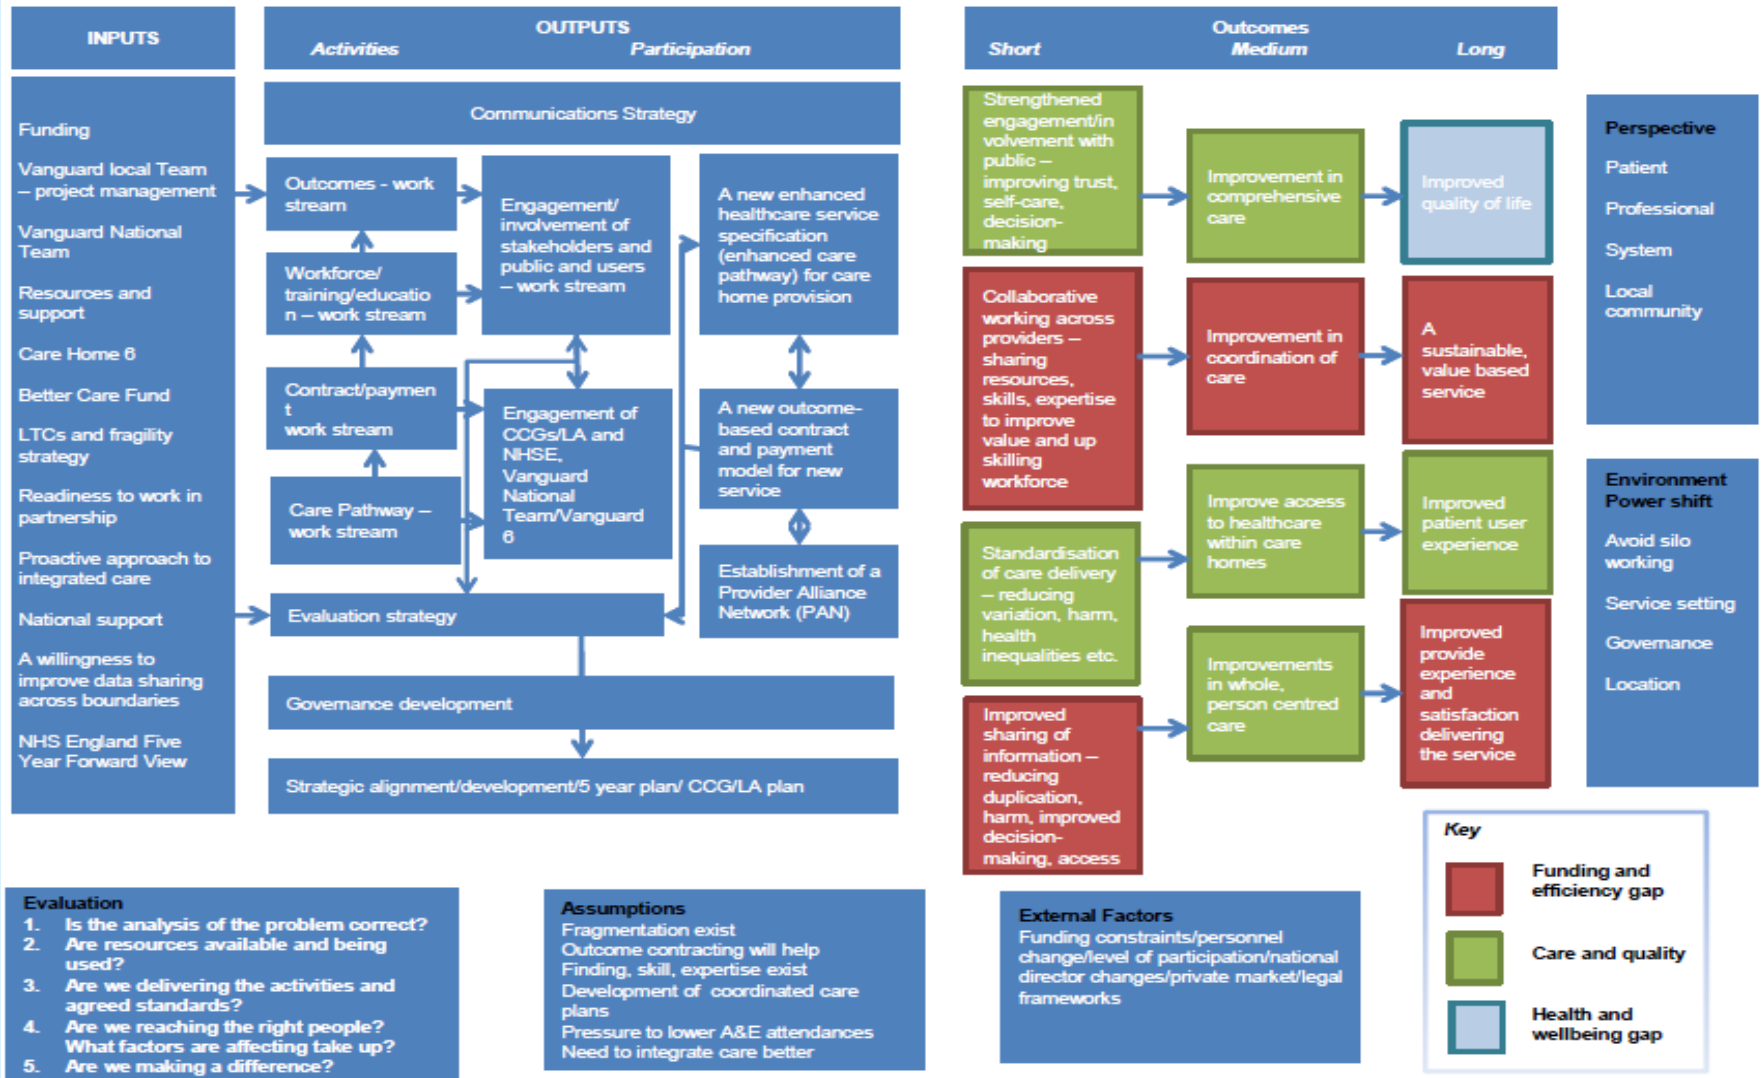 INPUTS
OUTPUTS
Activities
Participation
Outcomes
Short
Medium
Long
Funding
Vanguard local Team
– project management
Vanguard National
Team
Resources and
support
Care Home 6
Better Care Fund
LTCs and fragility
strategy
Readiness to work in
partnership
Proactive approach to
integrated care
National support
A willingness to
improve data sharing
across boundaries
NHS England Five
Year Forward View
Communications Strategy
Outcomes - work
stream
Workforce/
training/educatio
n – work stream
Contract/paymen
t
work stream
Care Pathway –
work stream
Engagement/
involvement of
stakeholders and
public and users
– work stream
Engagement of
CCGs/LA and
NHSE,
Vanguard
National
Team/Vanguard
6
A new enhanced
healthcare service
specification
(enhanced care
pathway) for care
home provision
A new outcome-
based contract
and payment
model for new
service
Establishment of a
Provider Alliance
Network (PAN)
Evaluation strategy
Governance development
Strategic alignment/development/5 year plan/ CCG/LA plan
Strengthened
engagement/in
volvement with
public –
improving trust,
self-care,
decision-
making
Collaborative
working across
providers –
sharing
resources,
skills, expertise
to improve
value and up
skilling
workforce
Standardisation
of care delivery
– reducing
variation, harm,
health
inequalities etc.
Improved
sharing of
information –
reducing
duplication,
harm, improved
decision-
making, access
Improvement in
comprehensive
care
Improvement in
coordination of
care
Improve access
to healthcare
within care
homes
Improvements
in whole,
person centred
care
Improved
quality of life
A
sustainable,
value based
service
Improved
patient user
experience
Improved
provide
experience
and
satisfaction
delivering
the service
Perspective
Patient
Professional
System
Local
community
Environment
Power shift
Avoid silo
working
Service setting
Governance
Location
Key
Funding and
efficiency gap
Care and quality
Health and
wellbeing gap
Evaluation
1. Is the analysis of the problem correct?
2. Are resources available and being
used?
3. Are we delivering the activities and
agreed standards?
4. Are we reaching the right people?
What factors are affecting take up?
5. Are we making a difference?
Assumptions
Fragmentation exist
Outcome contracting will help
Finding, skill, expertise exist
Development of coordinated care
plans
Pressure to lower A&E attendances
Need to integrate care better
External Factors
Funding constraints/personnel
change/level of participation/national
director changes/private market/legal
frameworks